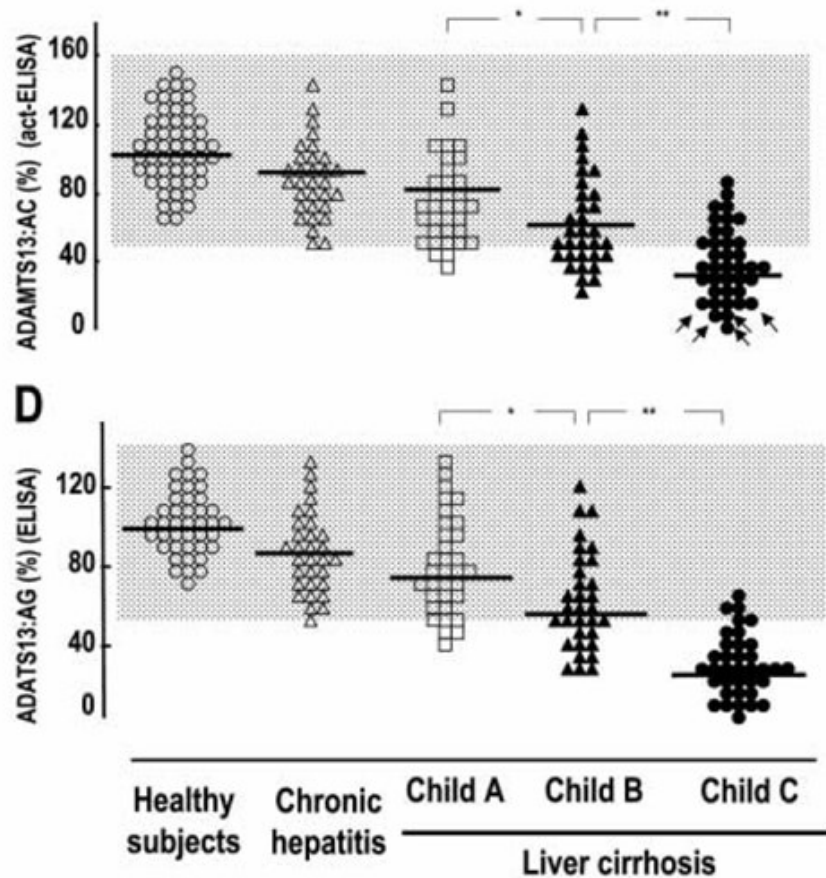 * **
160
120
80
40
0
ADAMTS13:AC (%) (act-ELISA)
D
* **
120
80
40
0
ADATS13:AG (%) (ELISA)
Healthy subjects
Chronic hepatitis
Child A Child B Child C
Liver cirrhosis